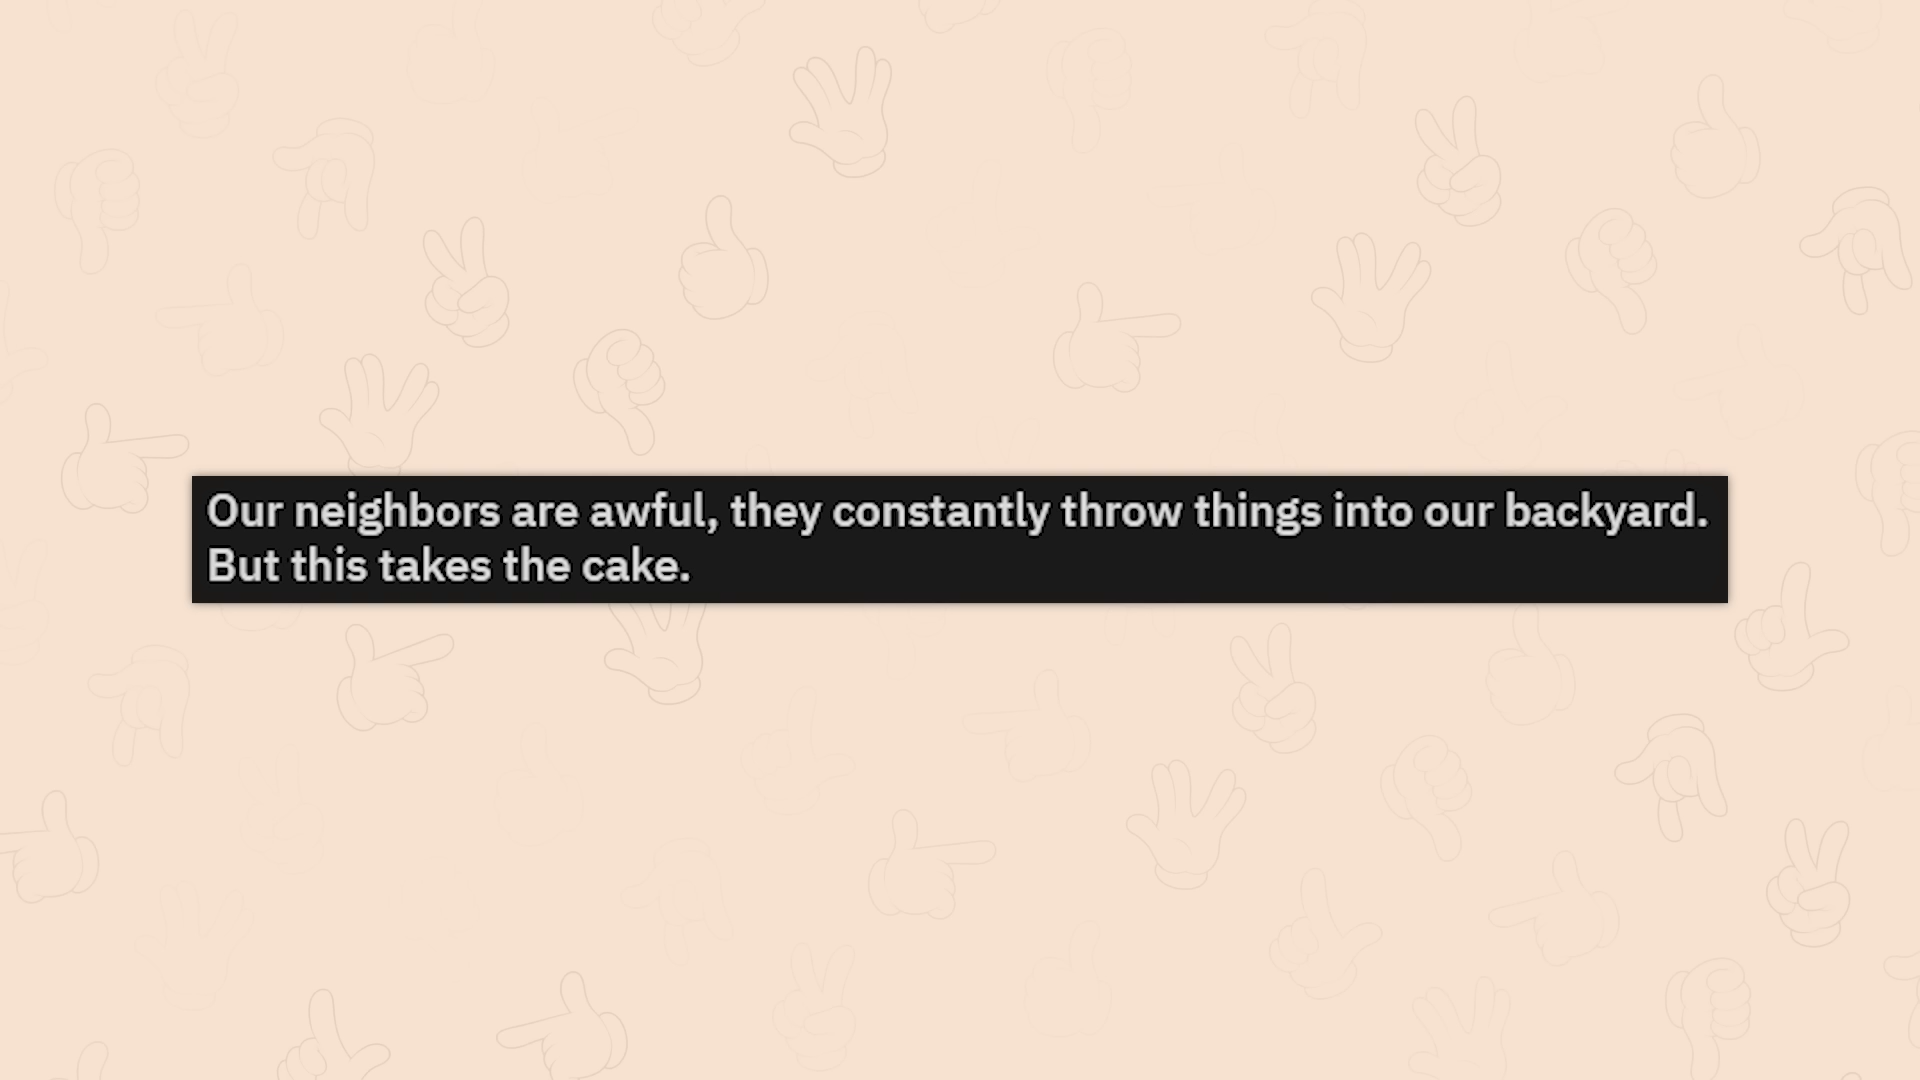 Our neighbors are awful, they constantly throw things into our backyard.
But this takes the cake.